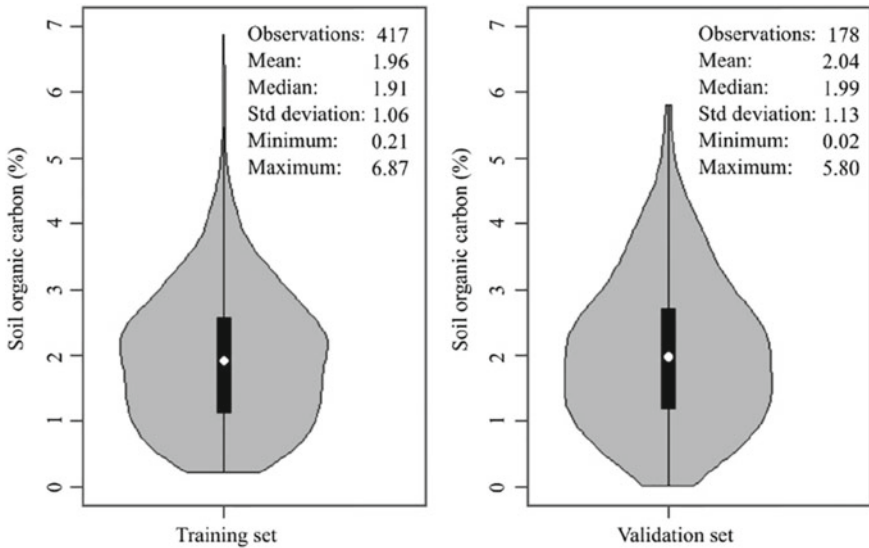 Soil organic carbon (%)
7
6
5
4
3
2
1
0
Observations: 417
Mean: 1.96
Median: 1.91
Std deviation: 1.06
Minimum: 0.21
Maximum: 6.87
Training set
Soil organic carbon (%)
7
6
5
4
3
2
1
0
Observations: 178
Mean: 2.04
Median: 1.99
Std deviation: 1.13
Minimum: 0.02
Maximum: 5.80
Validation set